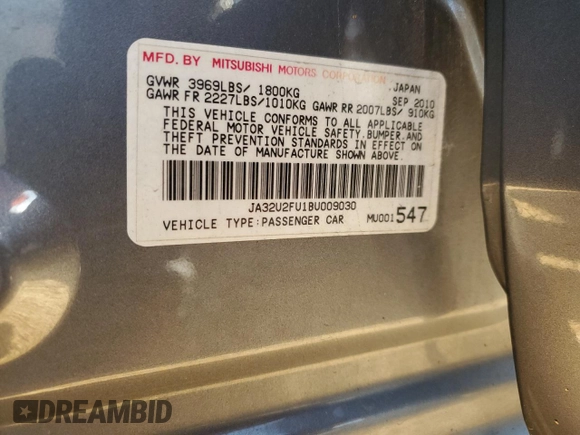 MFD. BY MITSUBISHI MOTORS CORPORATION JAPAN
GVWR 3969LBS/ 1800KG SEP 2010
GAWR FR 2227LBS/1010KG GAWR RR 2007LBS/ 910KG
THIS VEHICLE CONFORMS TO ALL APPLICABLE
FEDERAL MOTOR VEHICLE SAFETY,BUMPER,AND
THEFT PREVENTION STANDARDS IN EFFECT ON
THE DATE OF MANUFACTURE SHOWN ABOVE.
JA32U2FU1BU009030
VEHICLE TYPE:PASSENGER CAR MU001547
DREAMBID